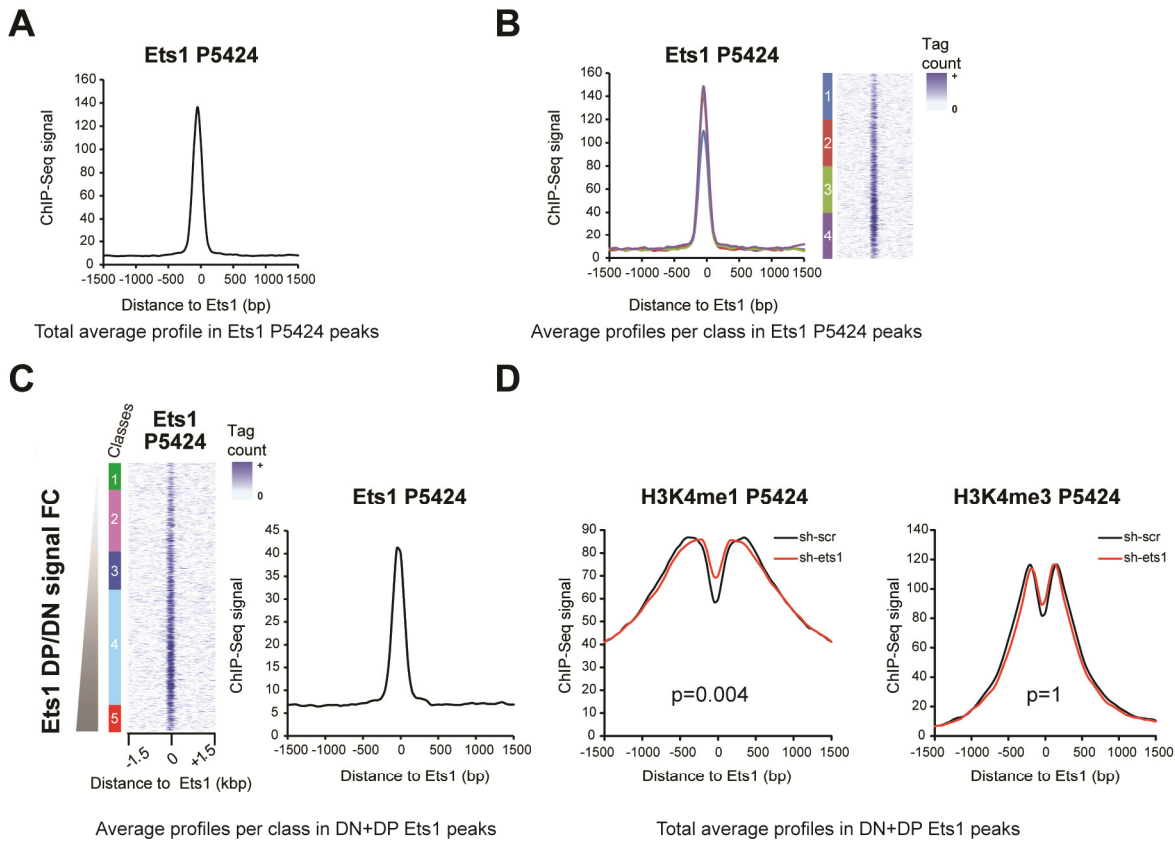 A
Ets1 P5424
ChIP-Seq signal
160
140
120
100
80
60
40
20
0
-1500 -1000 -500 0 500 1000 1500
Distance to Ets1 (bp)
Total average profile in Ets1 P5424 peaks
B
Ets1 P5424
ChIP-Seq signal
160
140
120
100
80
60
40
20
0
-1500 -1000 -500 0 500 1000 1500
Distance to Ets1 (bp)
1
2
3
4
Tag
count
+
0
Average profiles per class in Ets1 P5424 peaks
C
Ets1 DP/DN signal FC
Classes
Ets1
P5424
1
2
3
4
5
-1.5 0 +1.5
Distance to Ets1 (kbp)
Tag
count
+
0
Ets1 P5424
ChIP-Seq signal
45
40
35
30
25
20
15
10
5
0
-1500 -1000 -500 0 500 1000 1500
Distance to Ets1 (bp)
Average profiles per class in DN+DP Ets1 peaks
D
H3K4me1 P5424
ChIP-Seq signal
90
80
70
60
50
40
30
20
10
0
sh-scr
sh-ets1
p=0.004
-1500 -1000 -500 0 500 1000 1500
Distance to Ets1 (bp)
H3K4me3 P5424
ChIP-Seq signal
140
120
100
80
60
40
20
0
sh-scr
sh-ets1
p=1
-1500 -1000 -500 0 500 1000 1500
Distance to Ets1 (bp)
Total average profiles in DN+DP Ets1 peaks